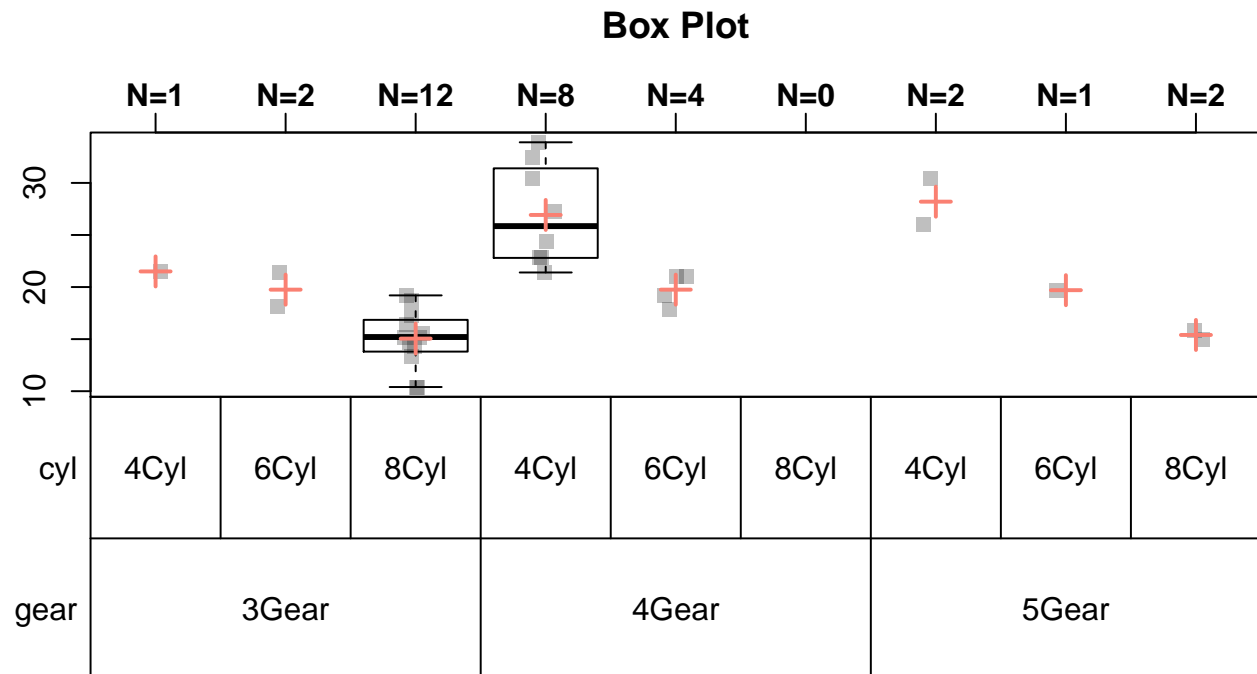 Box Plot
N=1 N=2 N=12 N=8 N=4 N=0 N=2 N=1 N=2
30
20
10
cyl 4Cyl 6Cyl 8Cyl 4Cyl 6Cyl 8Cyl 4Cyl 6Cyl 8Cyl
gear 3Gear 4Gear 5Gear